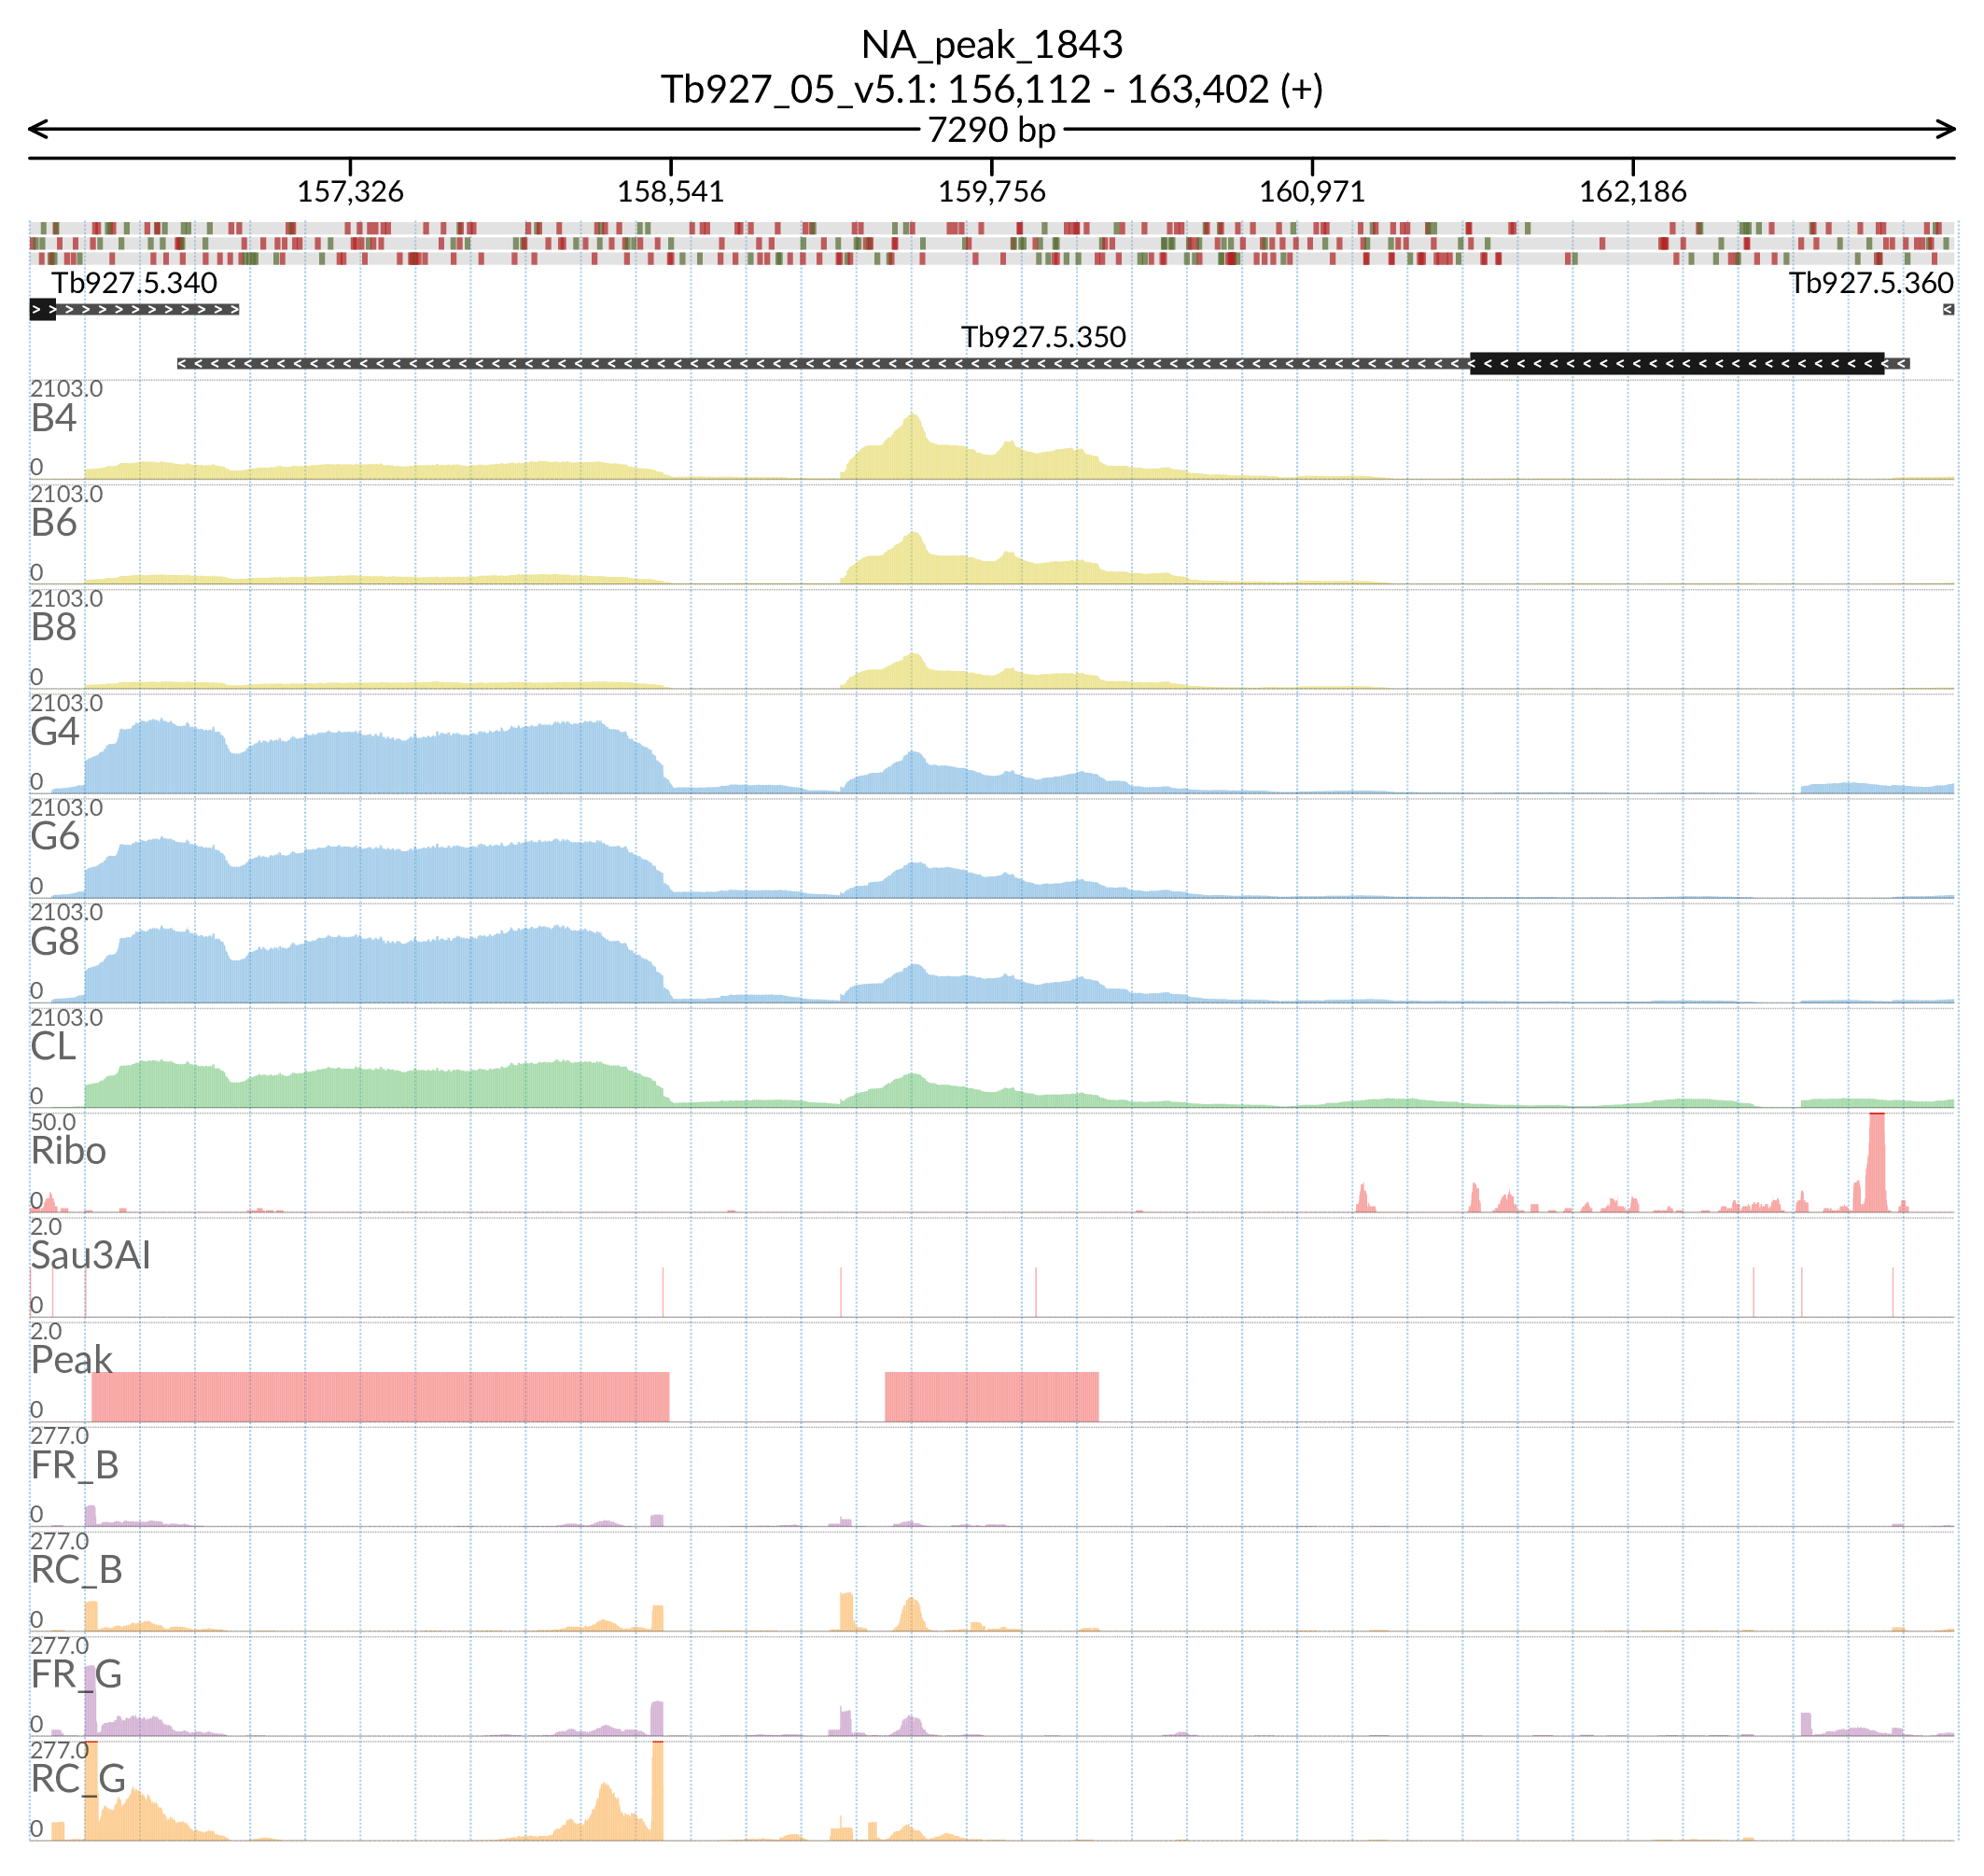 NA_peak_1843
Tb927_05_v5.1: 156,112 - 163,402 (+)
7290 bp
157,326 158,541 159,756 160,971 162,186
Tb927.5.340 Tb927.5.360
Tb927.5.350
2103.0
B4
0
2103.0
B6
0
2103.0
B8
0
2103.0
G4
0
2103.0
G6
0
2103.0
G8
0
2103.0
CL
0
50.0
Ribo
0
2.0
Sau3AI
0
2.0
Peak
0
277.0
FR_B
0
277.0
RC_B
0
277.0
FR_G
0
277.0
RC_G
0